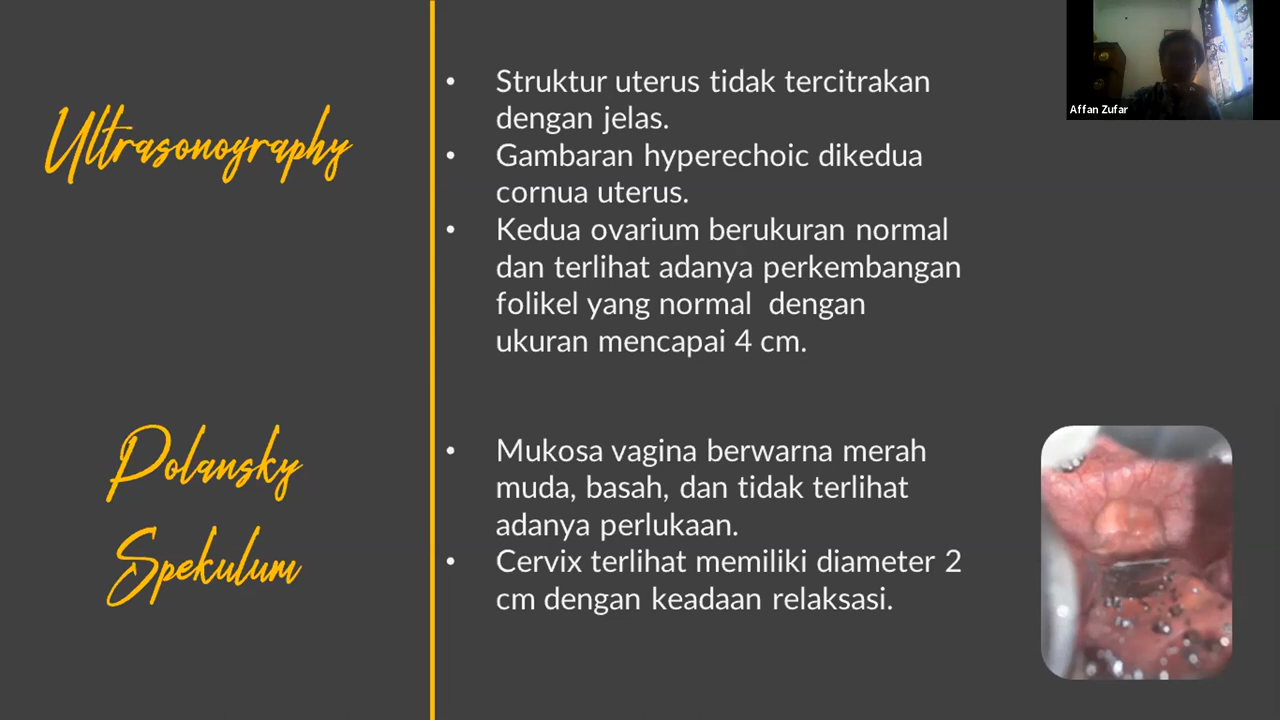 Ultrasonography
• Struktur uterus tidak tercitrakan
dengan jelas.
• Gambaran hyperechoic dikedua
cornua uterus.
• Kedua ovarium berukuran normal
dan terlihat adanya perkembangan
folikel yang normal  dengan
ukuran mencapai 4 cm.
Polansky
Spekulum
• Mukosa vagina berwarna merah
muda, basah, dan tidak terlihat
adanya perlukaan.
• Cervix terlihat memiliki diameter 2
cm dengan keadaan relaksasi.
Affan Zufar